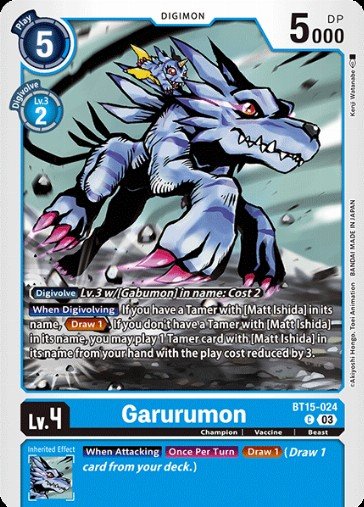 DIGIMON
Play
5
DP
5000
Digivolve
Lv.3
2
Kenji Watanabe
©Akiyoshi Hongo, Toei Animation BANDAI MADE IN JAPAN
Digivolve Lv.3 w/[Gabumon] in name: Cost 2
When Digivolving If you have a Tamer with [Matt Ishida] in its
name, Draw 1. If you don't have a Tamer with [Matt Ishida]
in its name, you may play 1 Tamer card with [Matt Ishida] in
its name from your hand with the play cost reduced by 3.
Lv.4
Garurumon
BT15-024
C 03
Champion Vaccine Beast
Inherited Effect
When Attacking Once Per Turn Draw 1 (Draw 1
card from your deck.)